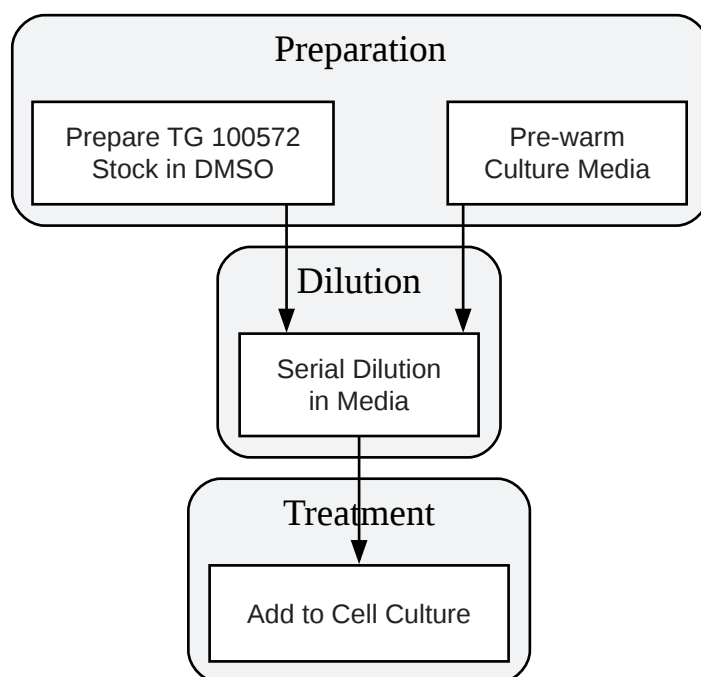 Preparation
Prepare TG 100572
Stock in DMSO
Pre-warm
Culture Media
Dilution
Serial Dilution
in Media
Treatment
Add to Cell Culture